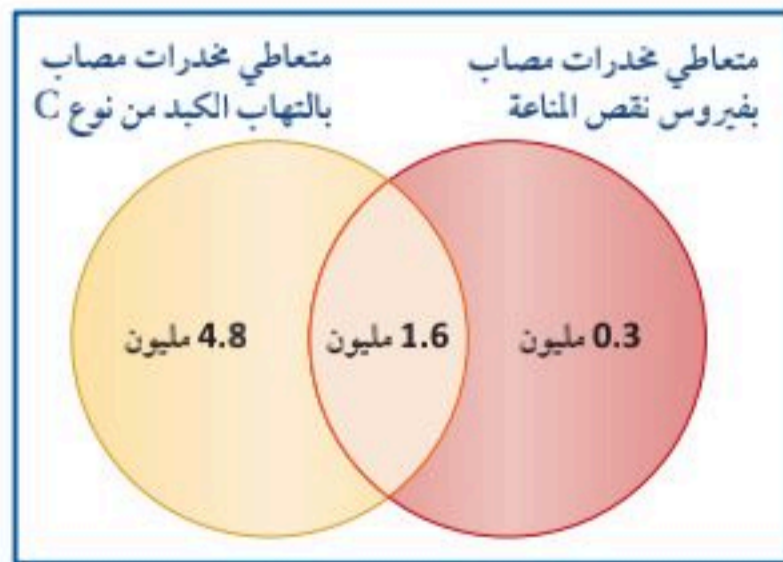 متعاطي مخدرات مصاب
بفيروس نقص المناعة
متعاطي مخدرات مصاب
بالتهاب الكبد من نوع C
0.3 مليون
1.6 مليون
4.8 مليون